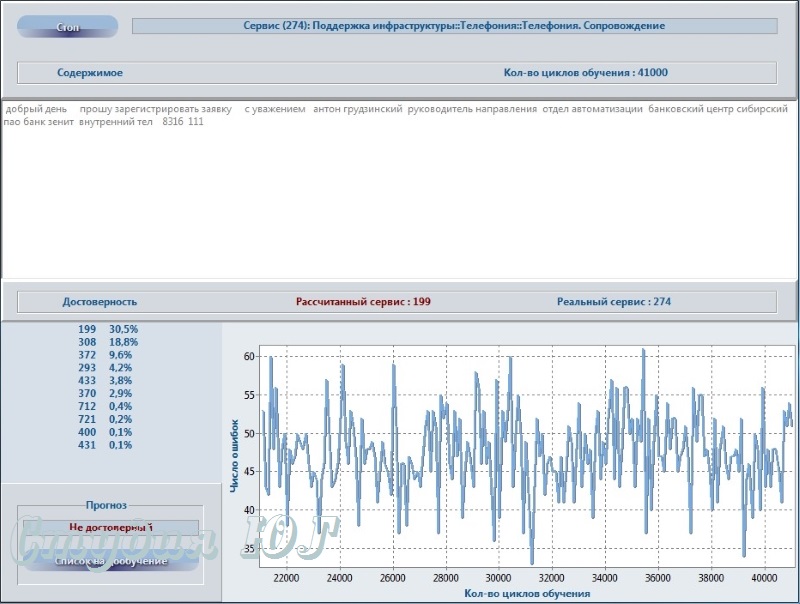 Стоп
Сервис (274): Поддержка инфраструктуры::Телефония::Телефония. Сопровождение
Содержимое Кол-во циклов обучения : 41000
добрый день прошу зарегистрировать заявку с уважением антон грудзинский руководитель направления отдел автоматизации банковский центр сибирский
пао банк зенит внутренний тел 8316 111
Достоверность Рассчитанный сервис : 199 Реальный сервис : 274
199 30,5%
308 18,8%
372 9,6%
293 4,2%
433 3,8%
370 2,9%
712 0,4%
721 0,2%
400 0,1%
431 0,1%
Прогноз
Не достоверный
Список на дообучение
Студия ЮГ
Число ошибок
60
55
50
45
40
35
22000 24000 26000 28000 30000 32000 34000 36000 38000 40000
Кол-во циклов обучения